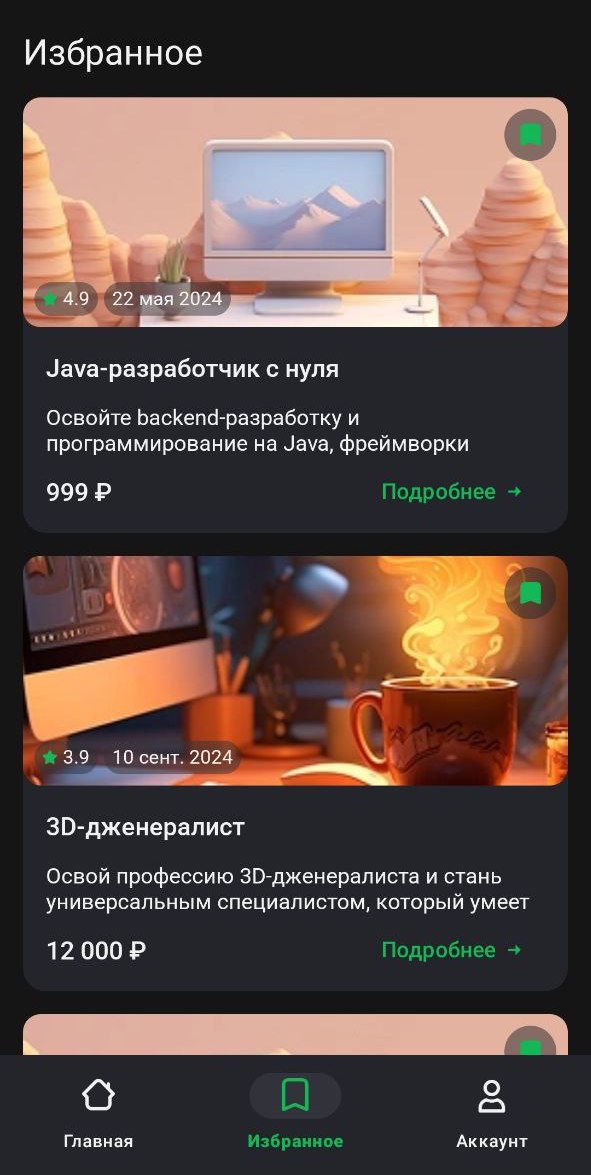 Избранное
4.9
22 мая 2024
Java-разработчик с нуля
Освойте backend-разработку и
программирование на Java, фреймворки
999 ₽
Подробнее →
3.9
10 сент. 2024
3D-дженералист
Освой профессию 3D-дженералиста и стань
универсальным специалистом, который умеет
12 000 ₽
Подробнее →
Главная
Избранное
Аккаунт